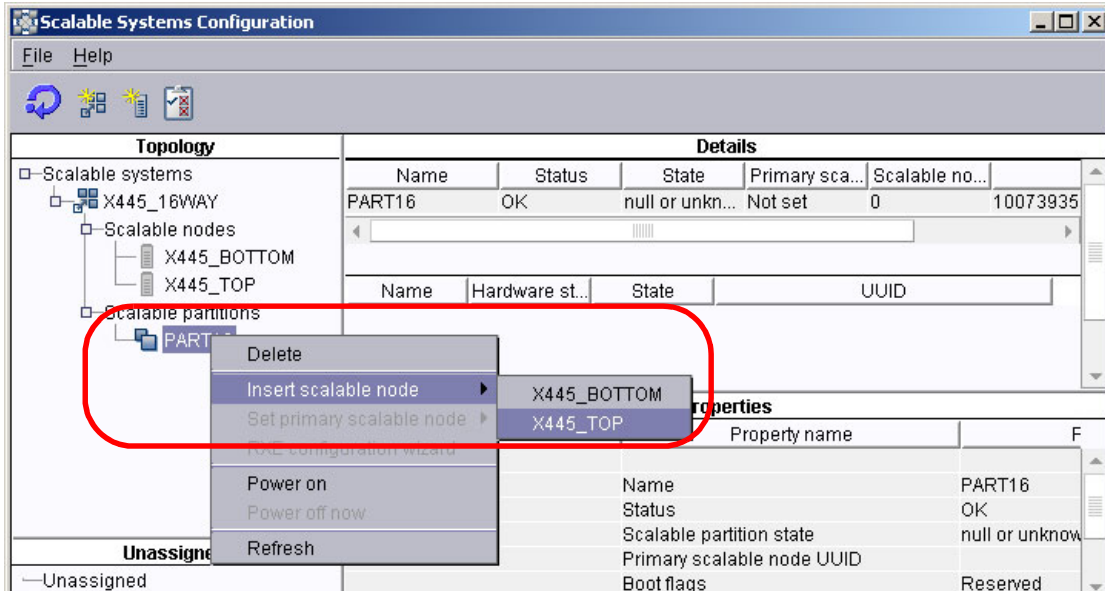 Scalable Systems Configuration
File Help
Topology
Scalable systems
X445_16WAY
Scalable nodes
X445_BOTTOM
X445_TOP
Scalable partitions
PART
Details
Name Status State Primary sca... Scalable no...
PART16 OK null or unkn... Not set 0 10073935
Name Hardware st... State UUID
Delete
Insert scalable node
Set primary scalable node
RXE configuration wizard
Power on
Power off now
Refresh
X445_BOTTOM
X445_TOP
roperties
Property name F
Name PART16
Status OK
Scalable partition state null or unknow
Primary scalable node UUID
Boot flags Reserved
Unassigne
Unassigned